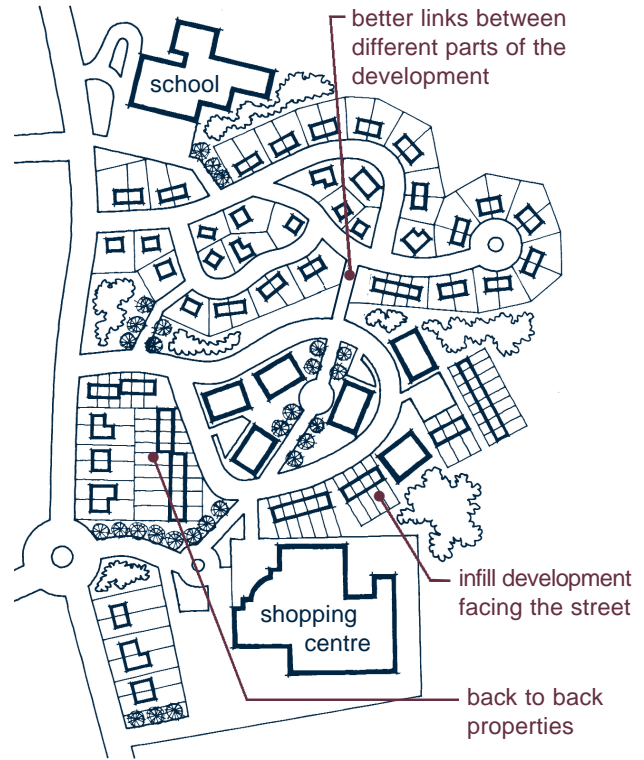 better links between
different parts of the
development
school
infill development
facing the street
shopping
centre
back to back
properties